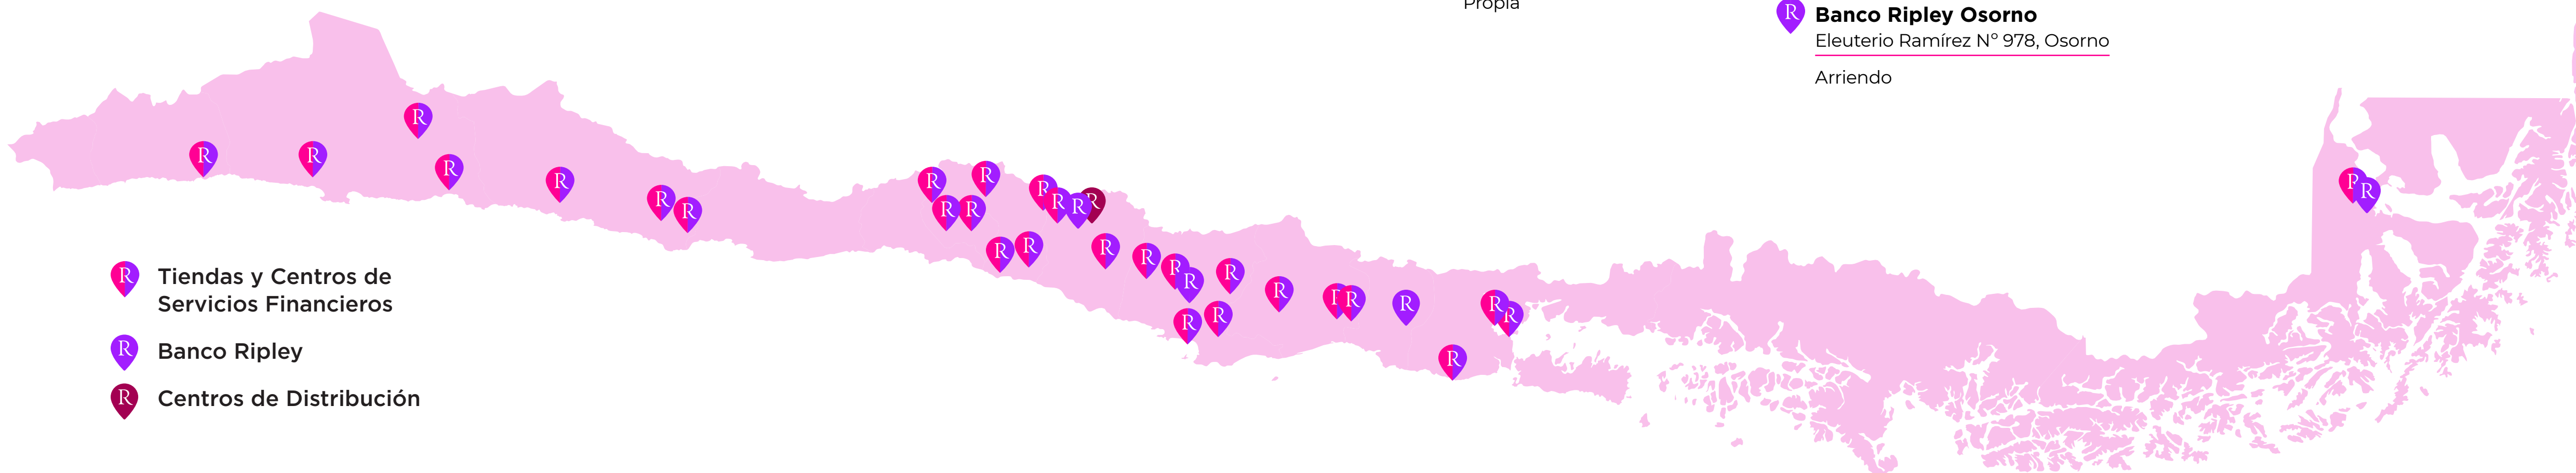 Propia
Banco Ripley Osorno
Eleuterio Ramírez Nº 978, Osorno
Arriendo
R R R R R R R R R R R R R R R R R R R R R R R R R R R R R R R R R R
R Tiendas y Centros de
Servicios Financieros
R Banco Ripley
R Centros de Distribución